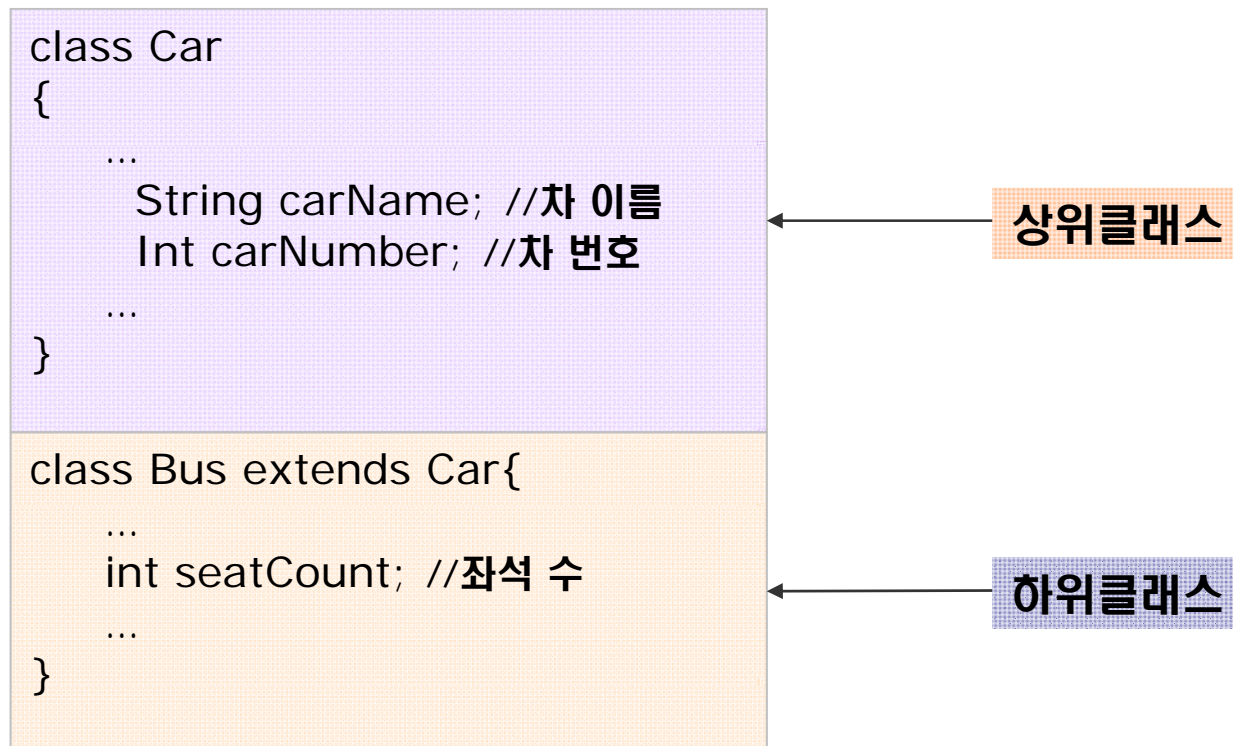 class Car
{
...
String carName; //차 이름
Int carNumber; //차 번호
...
}
상위클래스
class Bus extends Car{
...
int seatCount; //좌석 수
...
}
하위클래스